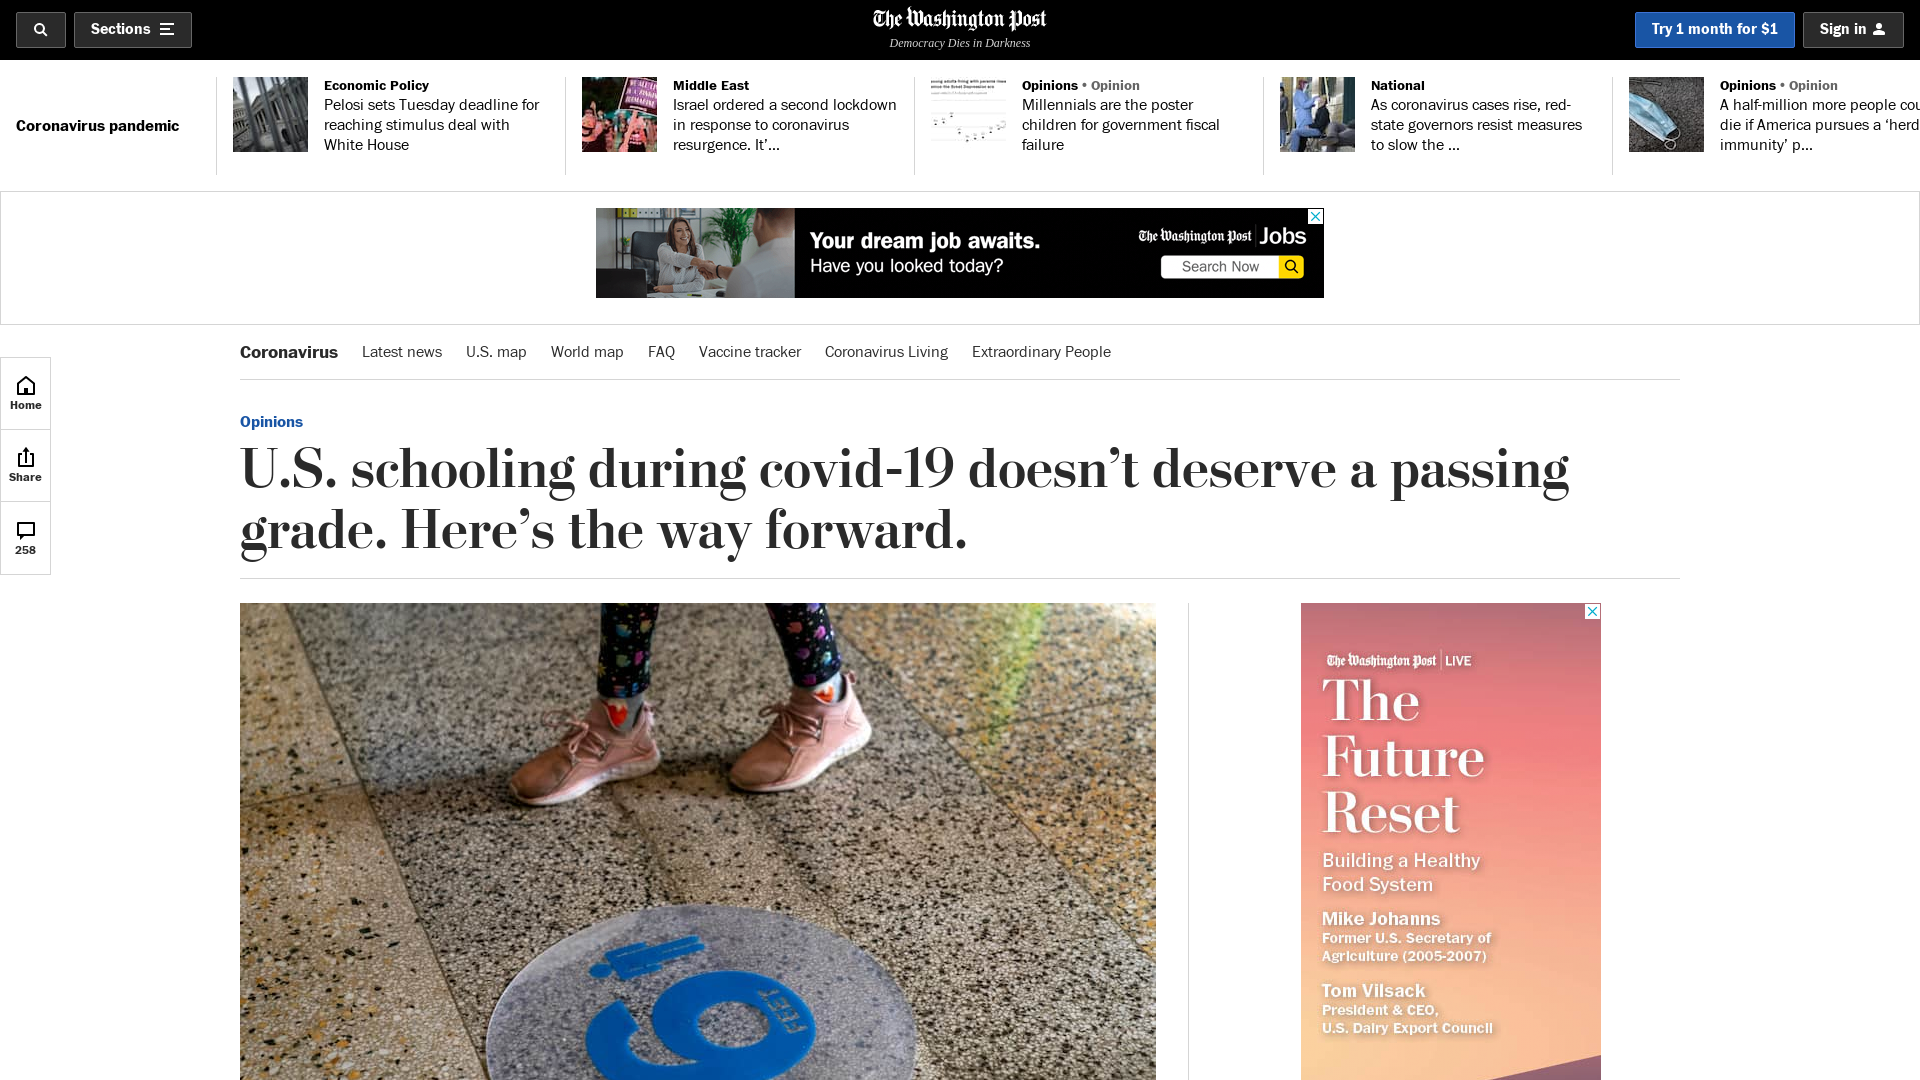 Sections
The Washington Post
Democracy Dies in Darkness
Try 1 month for $1
Sign in
Coronavirus pandemic
Economic Policy
Pelosi sets Tuesday deadline for
reaching stimulus deal with
White House
Middle East
Israel ordered a second lockdown
in response to coronavirus
resurgence. It’s...
Opinions • Opinion
Millennials are the poster
children for government fiscal
failure
National
As coronavirus cases rise, red-
state governors resist measures
to slow the ...
Opinions • Opinion
A half-million more people cou
die if America pursues a ‘herd
immunity’ p...
Your dream job awaits.
Have you looked today?
The Washington Post Jobs
Search Now
Coronavirus
Latest news
U.S. map
World map
FAQ
Vaccine tracker
Coronavirus Living
Extraordinary People
Home
Share
258
Opinions
U.S. schooling during covid-19 doesn’t deserve a passing
grade. Here’s the way forward.
6
FEET
The Washington Post LIVE
The
Future
Reset
Building a Healthy
Food System
Mike Johanns
Former U.S. Secretary of
Agriculture (2005-2007)
Tom Vilsack
President & CEO,
U.S. Dairy Export Council